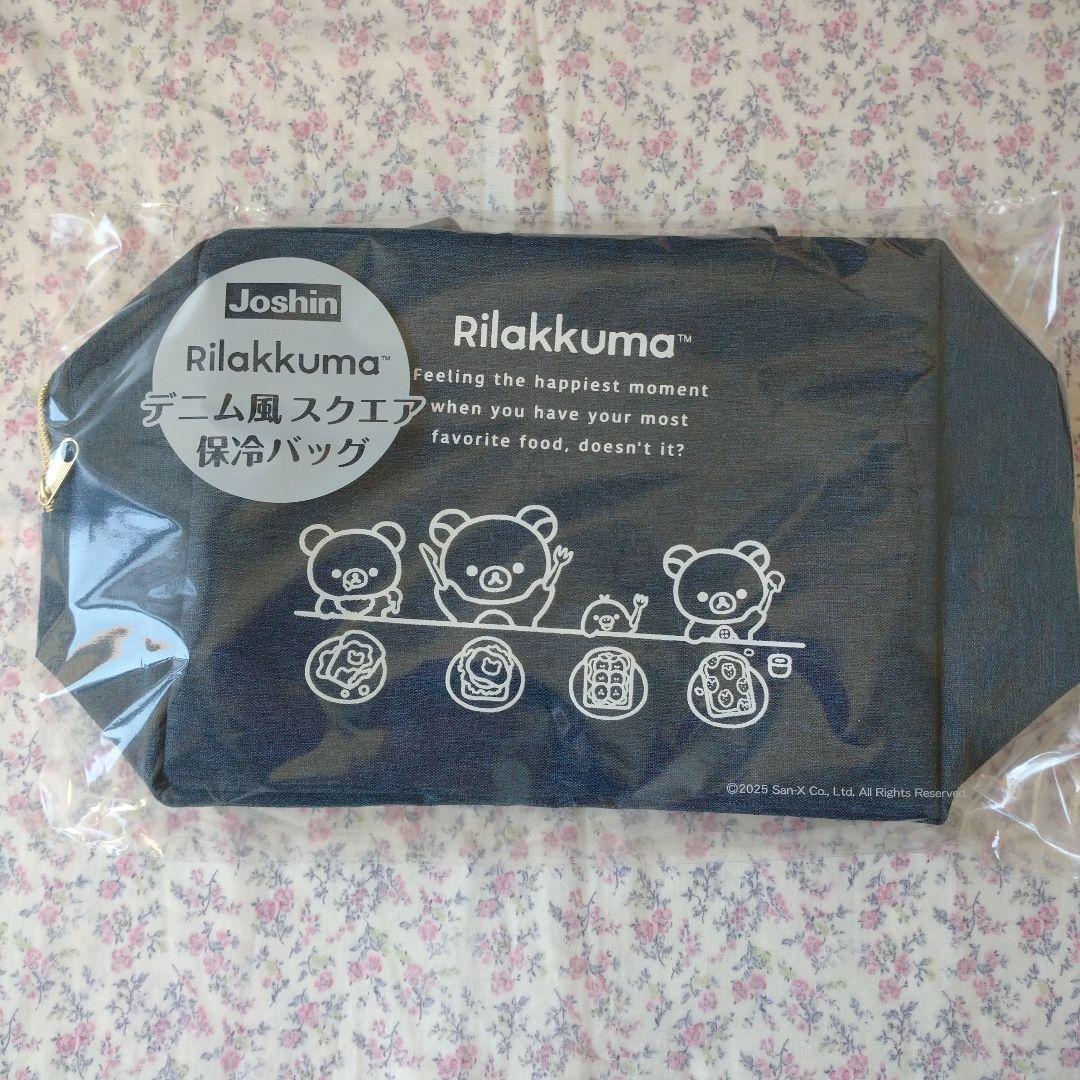 Joshin
Rilakkuma™
デニム風 スクエア
保冷バッグ
Rilakkuma™
Feeling the happiest moment
when you have your most
favorite food, doesn't it?
©2025 San-X Co., Ltd. All Rights Reserved.